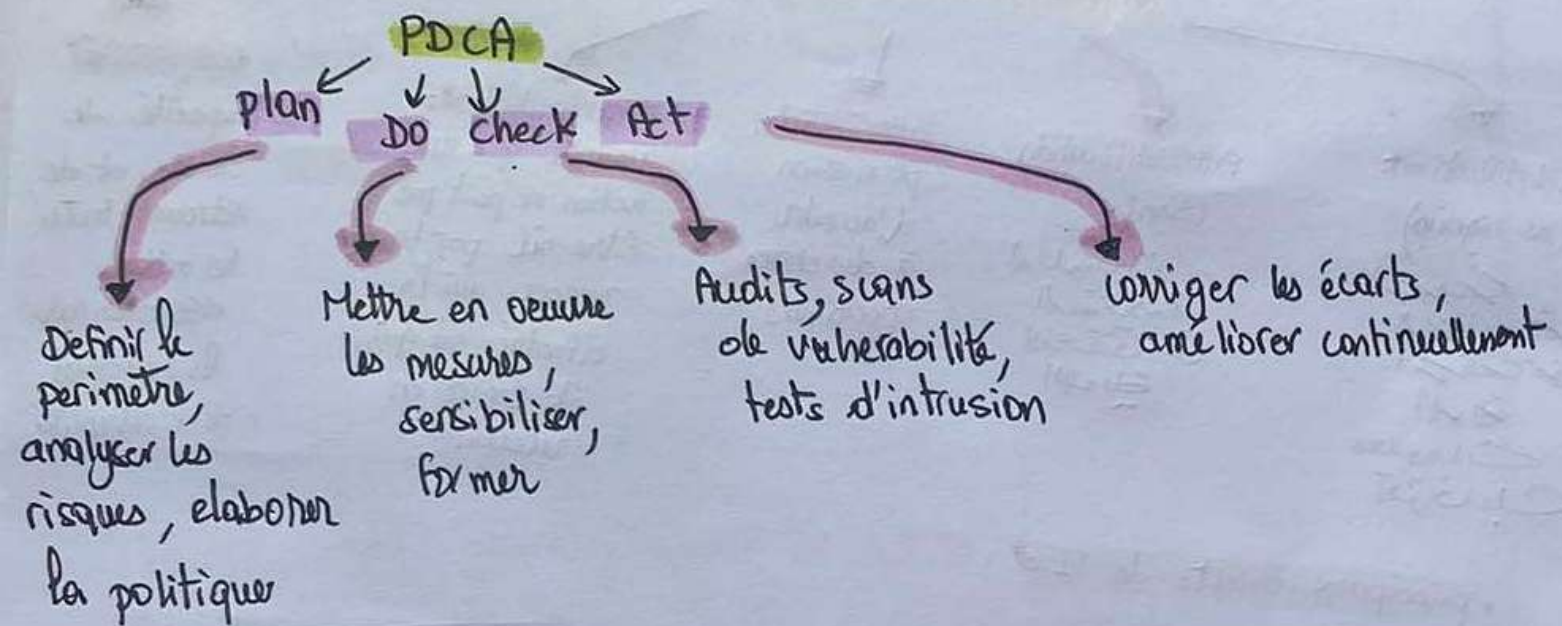 PDCA
plan
DO
check
Act
Definir le
perimetre,
analyser les
risques, elaborer
la politique
Mettre en oeuvre
les mesures,
sensibiliser,
former
Audits, scans
de vulnerabilité,
tests d'intrusion
corriger les écarts,
améliorer continuellement